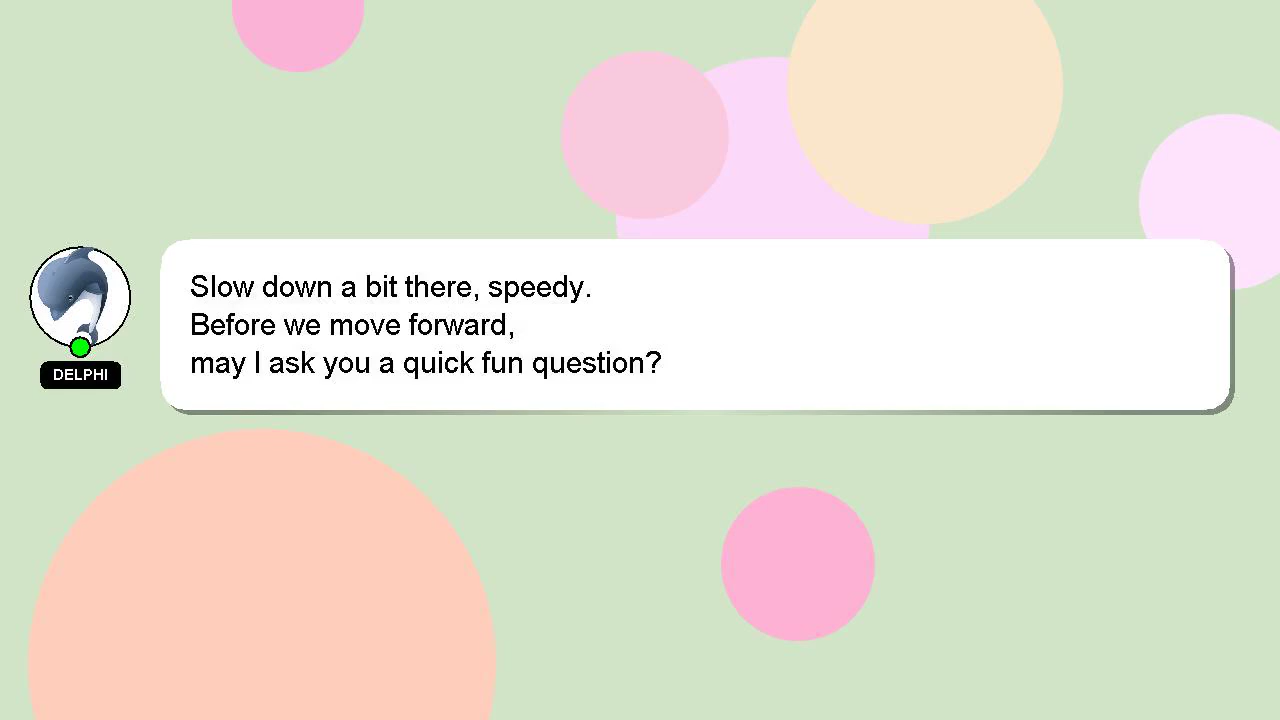 Slow down a bit there, speedy.
Before we move forward,
may I ask you a quick fun question?
DELPHI